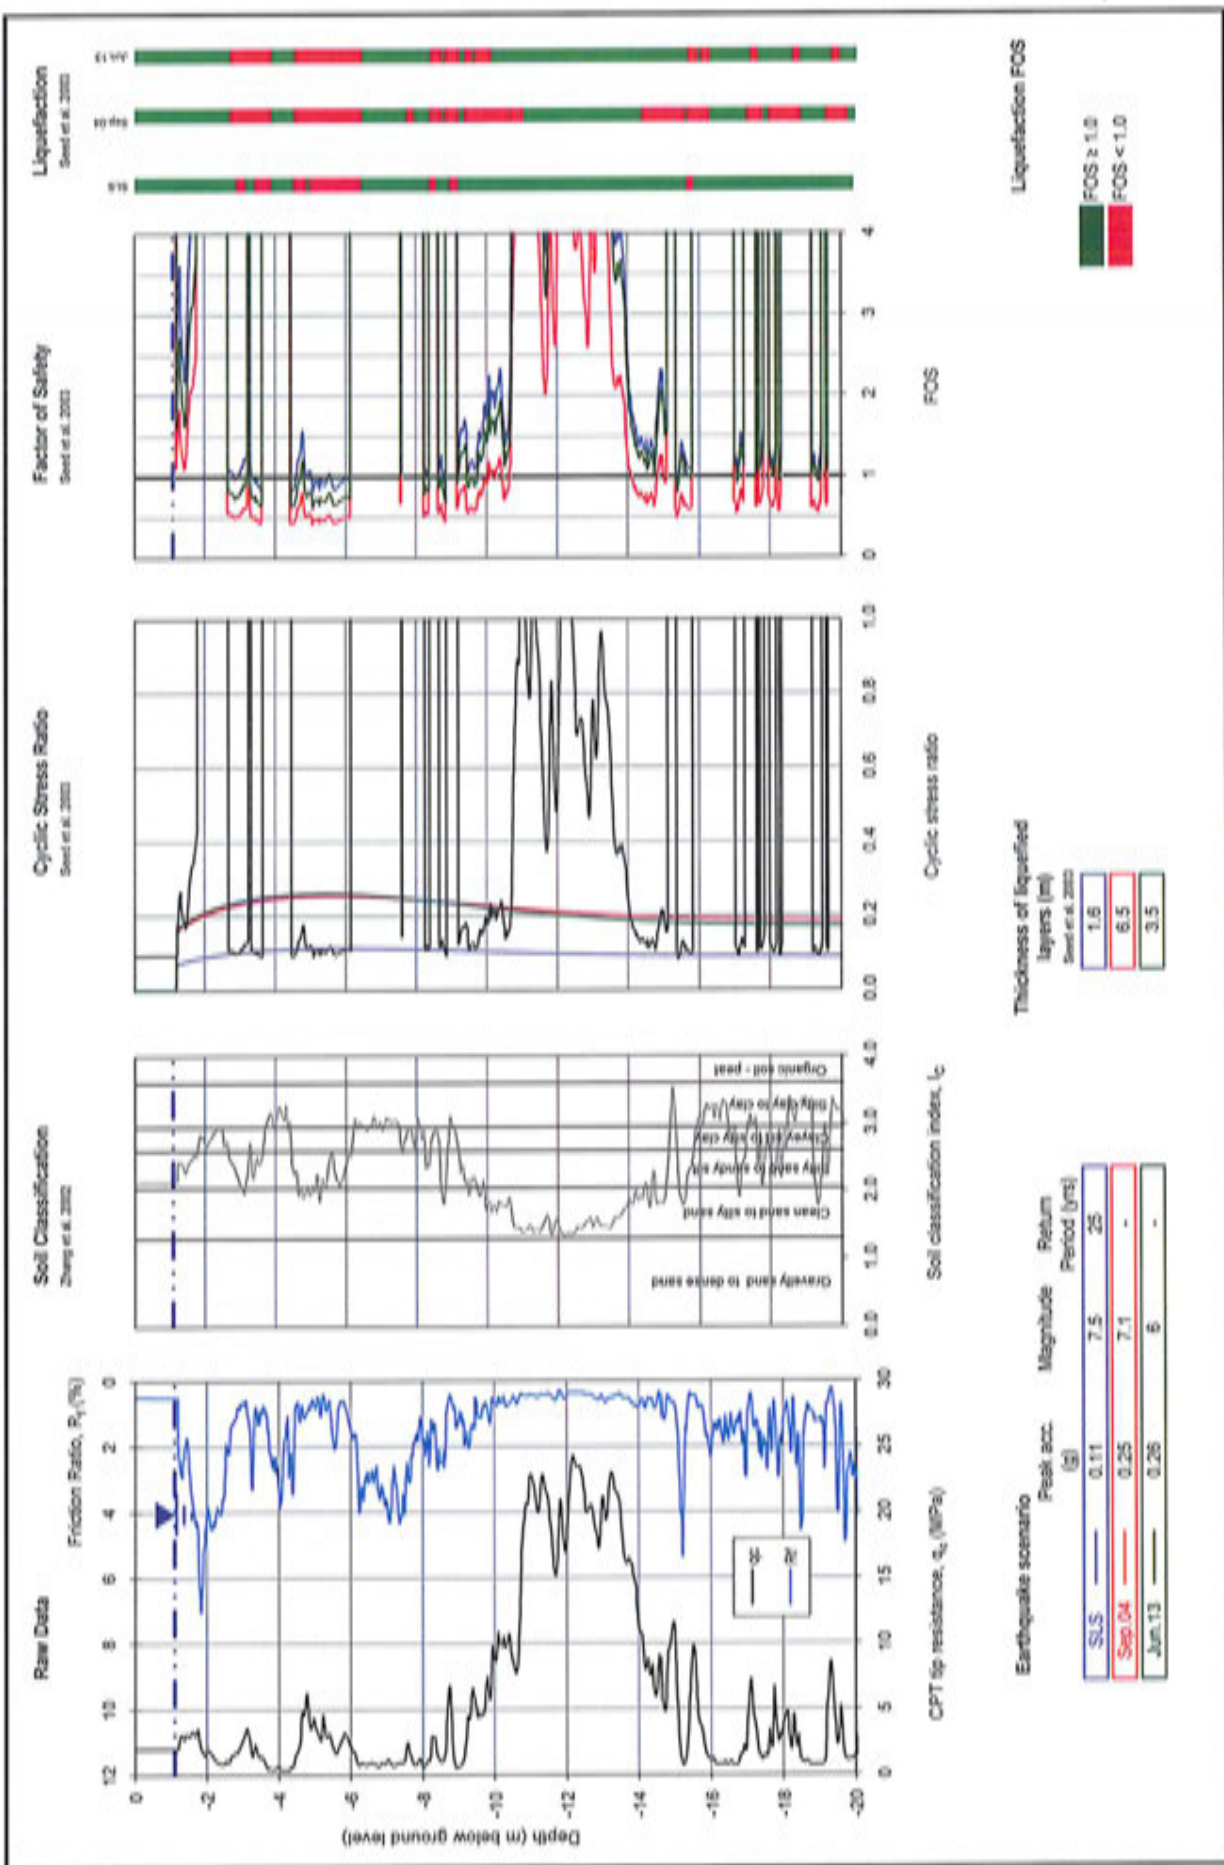 Raw Data
Friction Ratio, Rf (%)
0
2
4
6
8
10
12
0
-2
-4
-6
-8
-10
-12
-14
-16
-18
-20
Depth (m below ground level)
qc
Rf
0
5
10
15
20
25
30
CPT tip resistance, qc (MPa)
Soil Classification
Zhang et al. 2002
Gravelly sand to dense sand
Clean sand to silty sand
Silty sand to sandy silt
Clayey silt to silty clay
Silty clay to clay
Organic soil - peat
0.0
1.0
2.0
3.0
4.0
Soil classification index, IC
Cyclic Stress Ratio
Seed et al. 2003
0.0
0.2
0.4
0.6
0.8
1.0
Cyclic stress ratio
Factor of Safety
Seed et al. 2003
0
1
2
3
4
FOS
Liquefaction
Seed et al. 2003
SLS
Sep.04
Jun.13
Earthquake scenario
Peak acc. (g)
Magnitude
Return Period (yrs)
SLS 0.11 7.5 25
Sep.04 0.25 7.1 -
Jun.13 0.26 6 -
Thickness of liquefied
layers (m)
Seed et al. 2003
1.6
6.5
3.5
Liquefaction FOS
FOS ≥ 1.0
FOS < 1.0